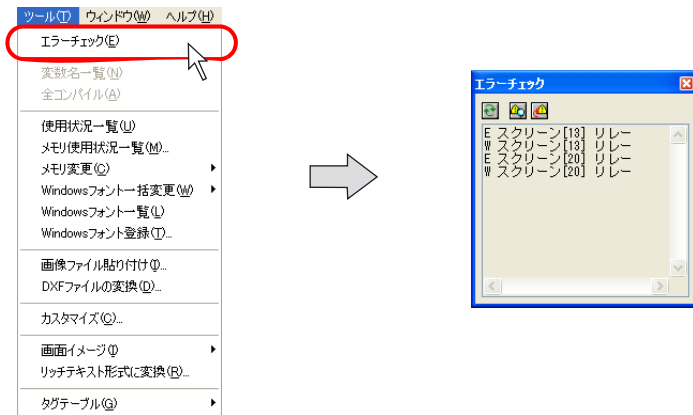 ツール(T) ウィンドウ(W) ヘルプ(H)
エラーチェック(E)
変数名一覧(N)
全コンパイル(A)
使用状況一覧(U)
メモリ使用状況一覧(M)...
メモリ変更(C)
Windowsフォント一括変更(W)
Windowsフォント一覧(L)
Windowsフォント登録(T)...
画像ファイル貼り付け(I)...
DXFファイルの変換(D)...
カスタマイズ(C)...
画面イメージ(I)
リッチテキスト形式に変換(R)...
タグテーブル(G)
エラーチェック
E スクリーン[13] リレー
W スクリーン[13] リレー
E スクリーン[20] リレー
W スクリーン[20] リレー